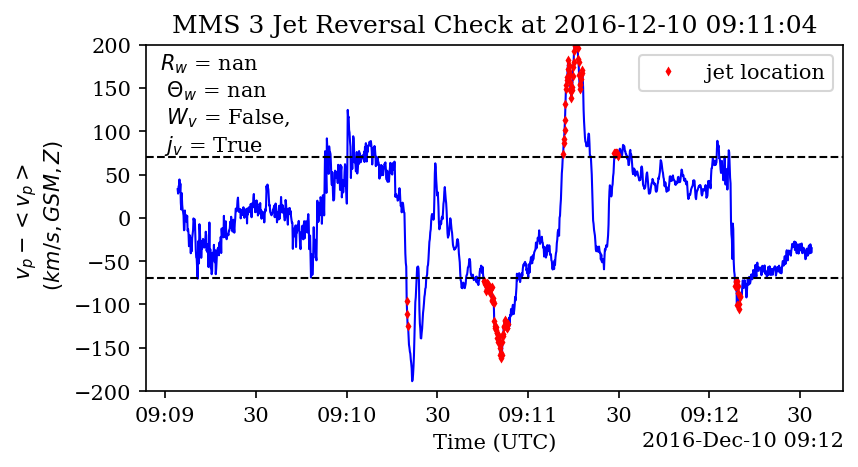 MMS 3 Jet Reversal Check at 2016-12-10 09:11:04
R_w = nan
Θ_w = nan
W_v = False,
j_v = True
jet location
200
150
100
50
0
−50
−100
−150
−200
v_p − <v_p>
(km/s, GSM, Z)
09:09 30 09:10 30 09:11 30 09:12 30
Time (UTC)
2016-Dec-10 09:12